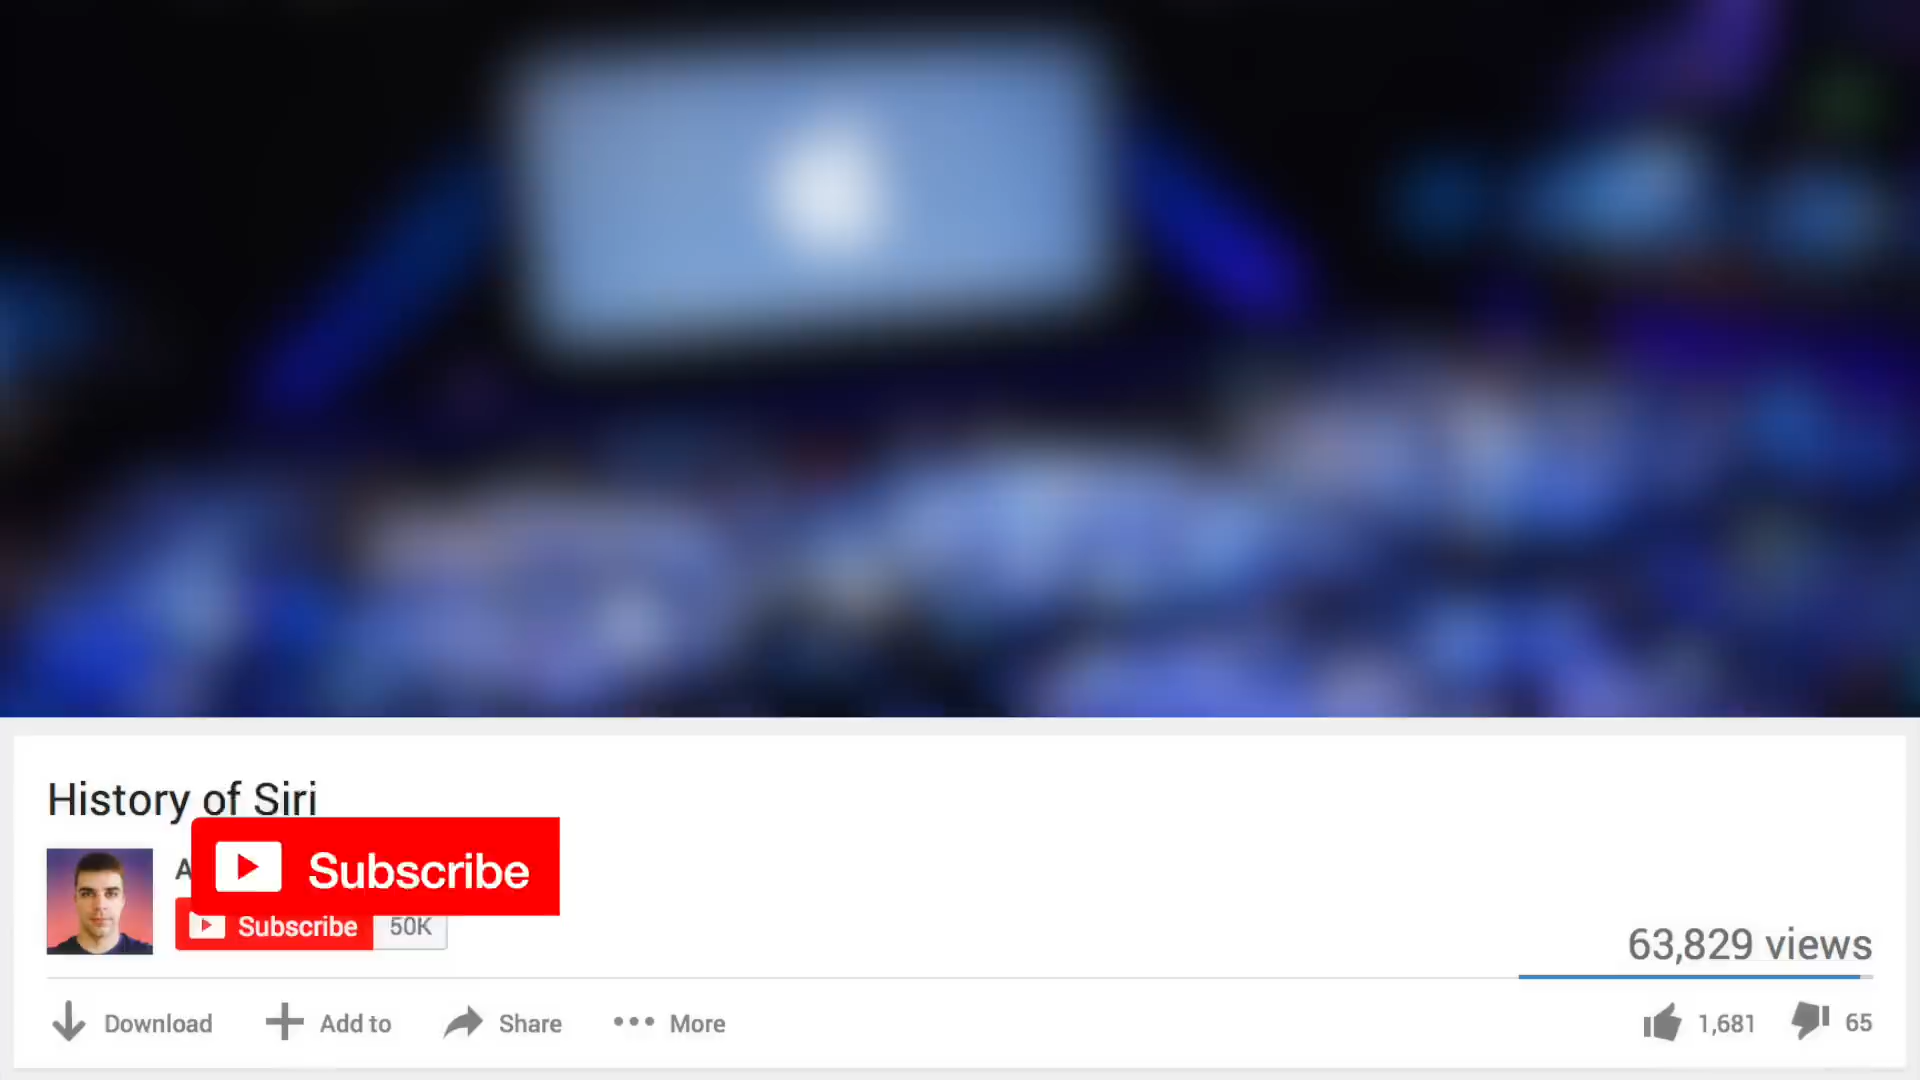 History of Siri
A
Subscribe
Subscribe 50K
63,829 views
Download Add to Share More 1,681 65